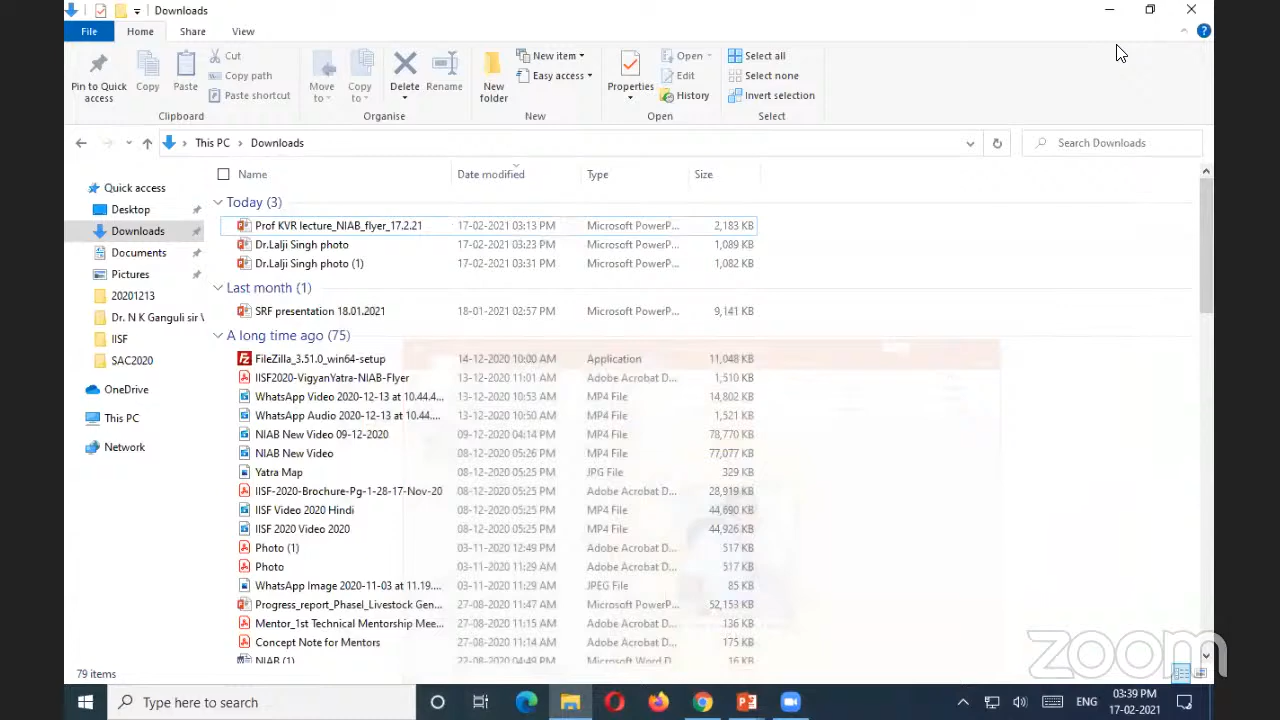 Downloads
File Home Share View
Pin to Quick access Copy Paste Cut Copy path Paste shortcut Move to Copy to Delete Rename New folder New item Easy access Properties Open Edit History Select all Select none Invert selection
Clipboard Organise New Open Select
This PC › Downloads Search Downloads
Name Date modified Type Size
Quick access
Desktop
Downloads
Documents
Pictures
20201213
Dr. N K Ganguli sir \
IISF
SAC2020
OneDrive
This PC
Network
Today (3)
Prof KVR lecture_NIAB_flyer_17.2.21 17-02-2021 03:13 PM Microsoft PowerP... 2,183 KB
Dr.Lalji Singh photo 17-02-2021 03:13 PM Microsoft PowerP... 1,089 KB
Dr.Lalji Singh photo (1) 17-02-2021 03:31 PM Microsoft PowerP... 1,082 KB
Last month (1)
SRF presentation 18.01.2021 18-01-2021 02:57 PM Microsoft PowerP... 9,141 KB
A long time ago (75)
FileZilla_3.51.0_win64-setup 14-12-2020 10:00 AM Application 11,048 KB
IISF2020-VigyanYatra-NIAB-Flyer 13-12-2020 11:01 AM Adobe Acrobat D... 1,510 KB
WhatsApp Video 2020-12-13 at 10.44.4... 13-12-2020 10:53 AM MP4 File 14,802 KB
WhatsApp Audio 2020-12-13 at 10.44.... 13-12-2020 10:50 AM MP4 File 1,521 KB
NIAB New Video 09-12-2020 09-12-2020 04:14 PM MP4 File 78,770 KB
NIAB New Video 08-12-2020 05:26 PM MP4 File 77,077 KB
Yatra Map 08-12-2020 05:25 PM JPG File 329 KB
IISF-2020-Brochure-Pg-1-28-17-Nov-20 08-12-2020 05:25 PM Adobe Acrobat D... 28,919 KB
IISF Video 2020 Hindi 08-12-2020 05:25 PM MP4 File 44,690 KB
IISF 2020 Video 2020 08-12-2020 05:25 PM MP4 File 44,926 KB
Photo (1) 03-11-2020 12:49 PM Adobe Acrobat D... 517 KB
Photo 03-11-2020 11:29 AM Adobe Acrobat D... 517 KB
WhatsApp Image 2020-11-03 at 11.19.... 03-11-2020 11:29 AM JPEG File 85 KB
Progress_report_PhaseI_Livestock Gen... 27-08-2020 11:47 AM Microsoft PowerP... 52,153 KB
Mentor_1st Technical Mentorship Mee... 27-08-2020 11:15 AM Adobe Acrobat D... 136 KB
Concept Note for Mentors 27-08-2020 11:14 AM Adobe Acrobat D... 175 KB
NIAB (1) 22-08-2020 04:49 PM Microsoft Word D 16 KB
79 items
zoom
Type here to search ENG 03:39 PM
17-02-2021